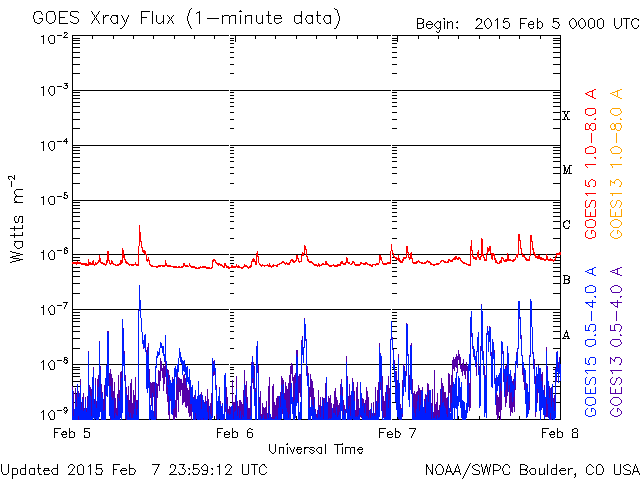 GOES Xray Flux (1-minute data)
Begin: 2015 Feb 5 0000 UTC
10⁻²
10⁻³
10⁻⁴
10⁻⁵
10⁻⁶
10⁻⁷
10⁻⁸
10⁻⁹
Watts m⁻²
X
M
C
B
A
GOES15 1.0-8.0 A
GOES13 1.0-8.0 A
GOES15 0.5-4.0 A
GOES13 0.5-4.0 A
Feb 5
Feb 6
Feb 7
Feb 8
Universal Time
Updated 2015 Feb 7 23:59:12 UTC
NOAA/SWPC Boulder, CO USA